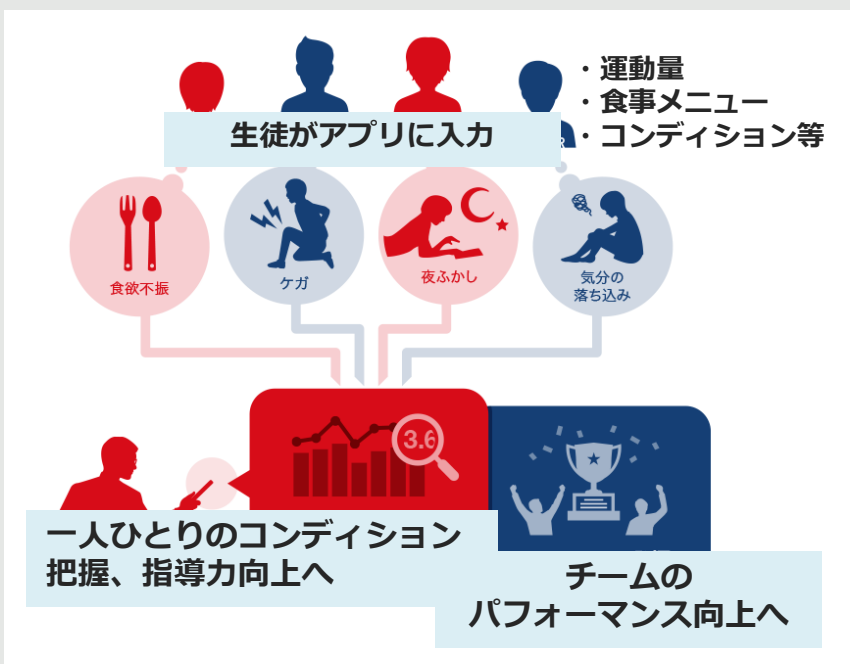 ・運動量
・食事メニュー
・コンディション等
生徒がアプリに入力
食欲不振
ケガ
夜ふかし
気分の
落ち込み
3.6
一人ひとりのコンディション
把握、指導力向上へ
チームの
パフォーマンス向上へ